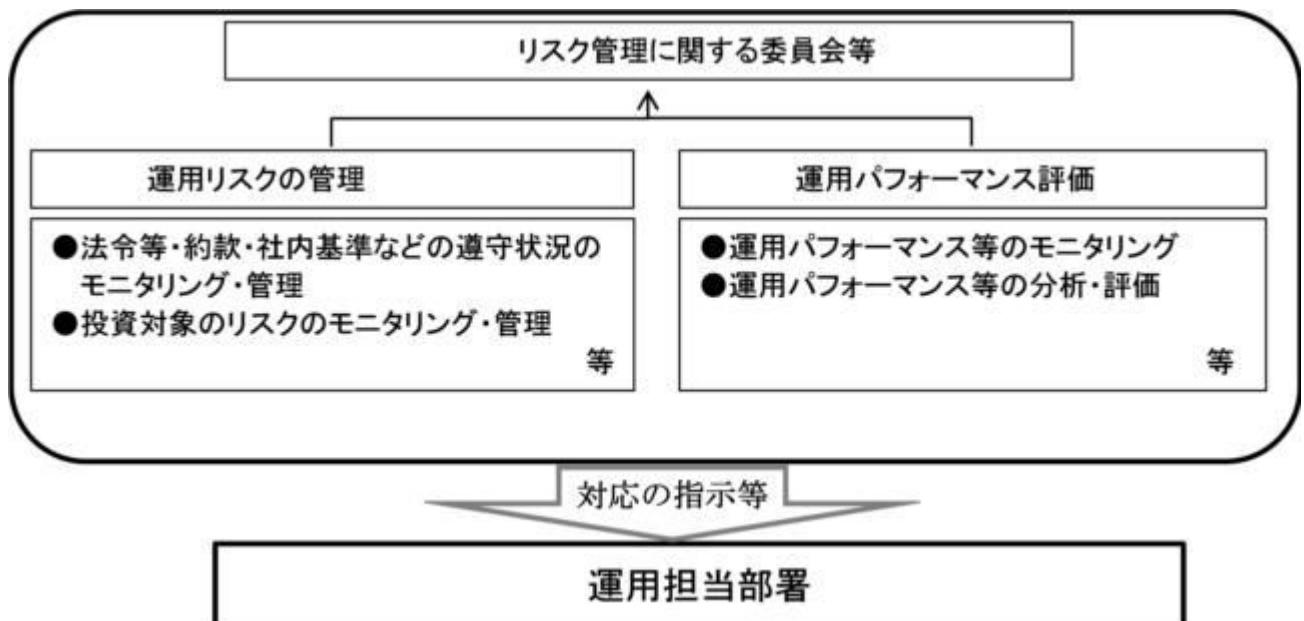 リスク管理に関する委員会等
運用リスクの管理
●法令等・約款・社内基準などの遵守状況の
モニタリング・管理
●投資対象のリスクのモニタリング・管理
等
運用パフォーマンス評価
●運用パフォーマンス等のモニタリング
●運用パフォーマンス等の分析・評価
等
対応の指示等
運用担当部署